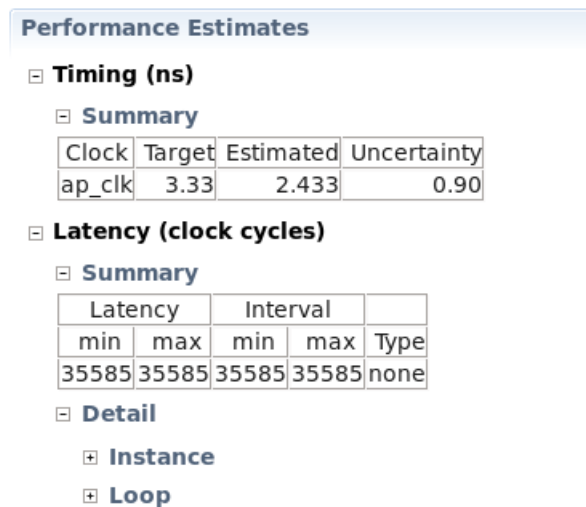 Performance Estimates
Timing (ns)
Summary
Clock Target Estimated Uncertainty
ap_clk 3.33 2.433 0.90
Latency (clock cycles)
Summary
Latency Interval
min max min max Type
35585 35585 35585 35585 none
Detail
Instance
Loop